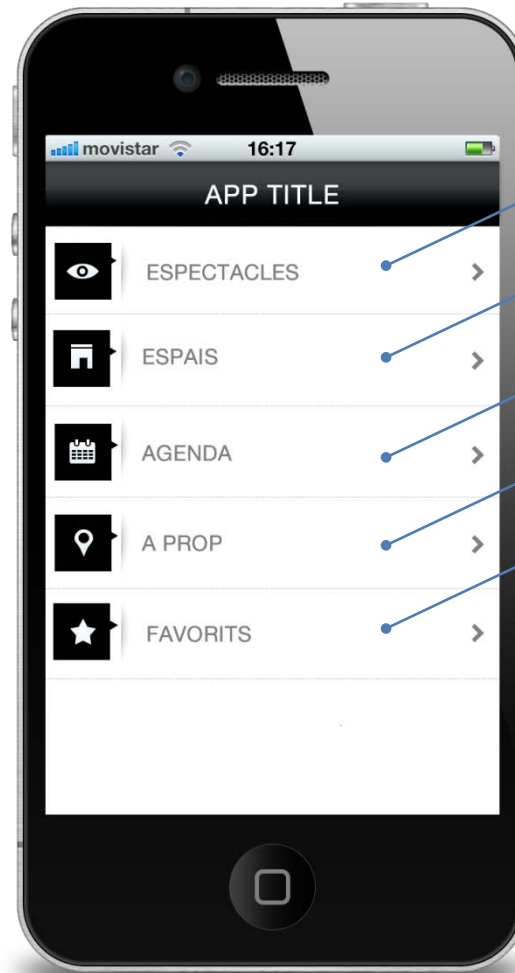 movistar 16:17
APP TITLE
ESPECTACLES
ESPAIS
AGENDA
A PROP
FAVORITS